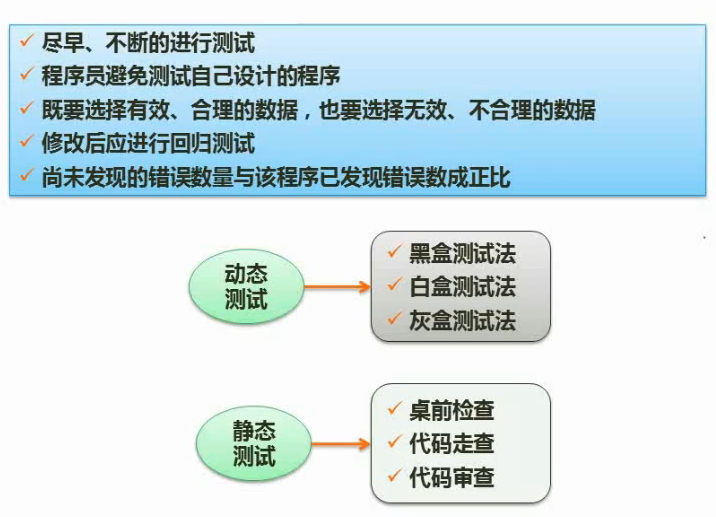 尽早、不断的进行测试
程序员避免测试自己设计的程序
既要选择有效、合理的数据，也要选择无效、不合理的数据
修改后应进行回归测试
尚未发现的错误数量与该程序已发现错误数成正比
动态
测试
黑盒测试法
白盒测试法
灰盒测试法
静态
测试
桌前检查
代码走查
代码审查